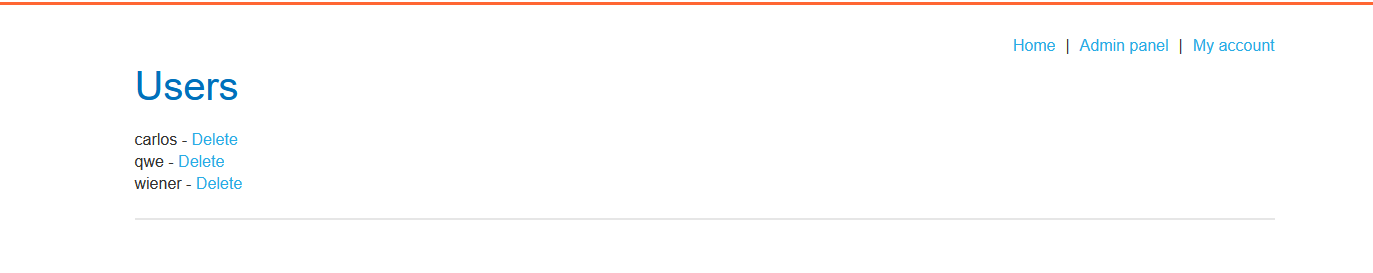 Home | Admin panel | My account
Users
carlos - Delete
qwe - Delete
wiener - Delete